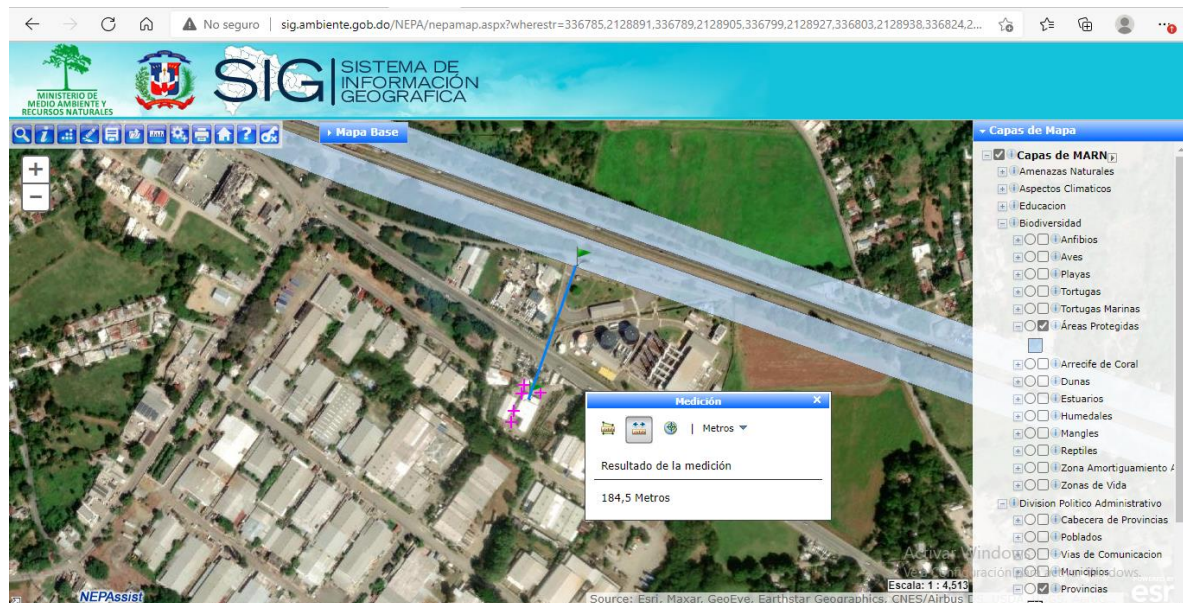 No seguro | sig.ambiente.gob.do/NEPA/nepamap.aspx?wherestr=336785,2128891,336789,2128905,336799,2128927,336803,2128938,336824,2...
MINISTERIO DE
MEDIO AMBIENTE Y
RECURSOS NATURALES
SIG
SISTEMA DE
INFORMACIÓN
GEOGRAFICA
Mapa Base
Capas de Mapa
Capas de MARN
Amenazas Naturales
Aspectos Climaticos
Educacion
Biodiversidad
Anfibios
Aves
Playas
Tortugas
Tortugas Marinas
Áreas Protegidas
Arrecife de Coral
Dunas
Estuarios
Humedales
Mangles
Reptiles
Zona Amortiguamiento
Zonas de Vida
Division Politico Administrativo
Cabecera de Provincias
Poblados
Vias de Comunicacion
Municipios
Provincias
Medición
Metros
Resultado de la medición
184,5 Metros
Activar Windows
Escala: 1 : 4,513
NEPAssist
Source: Esri, Maxar, GeoEye, Earthstar Geographics, CNES/Airbus
esri